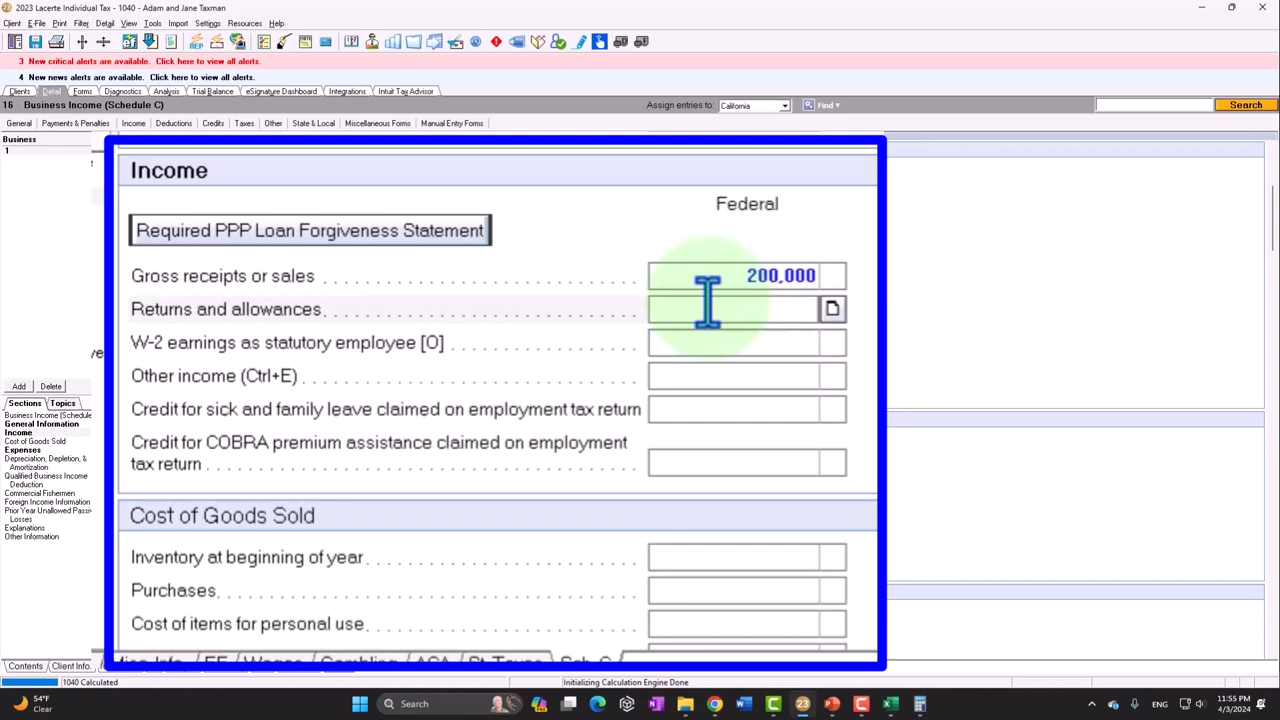 2023 Lacerte Individual Tax - 1040 - Adam and Jane Taxman
Client E-File Print Filter Detail View Tools Import Settings Resources Help
3 New critical alerts are available. Click here to view all alerts.
4 New news alerts are available. Click here to view all alerts.
Clients Detail Forms Diagnostics Analysis Trial Balance eSignature Dashboard Integrations Intuit Tax Advisor
16 Business Income (Schedule C) Assign entries to: California Find Search
General Payments & Penalties Income Deductions Credits Taxes Other State & Local Miscellaneous Forms Manual Entry Forms
Business
1
Add Delete
Sections Topics
Business Income (Schedule
General Information
Income
Cost of Goods Sold
Expenses
Depreciation, Depletion, &
Amortization
Qualified Business Income
Deduction
Commercial Fishermen
Foreign Income Information
Prior Year Unallowed Passiv
Losses
Explanations
Other Information
Income
Federal
Required PPP Loan Forgiveness Statement
Gross receipts or sales 200,000
Returns and allowances
W-2 earnings as statutory employee [O]
Other income (Ctrl+E)
Credit for sick and family leave claimed on employment tax return
Credit for COBRA premium assistance claimed on employment
tax return
Cost of Goods Sold
Inventory at beginning of year
Purchases
Cost of items for personal use
Misc. Info. EF Wages Gambling ACA St. Taxes Sch. C
Contents Client Info.
1040 Calculated Initializing Calculation Engine Done
54°F
Clear
Search
11:55 PM
4/3/2024